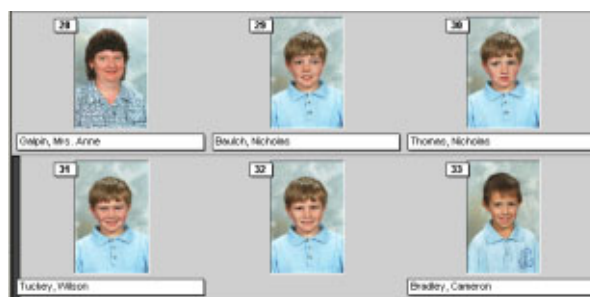 28 29 30
Galpin, Mrs. Anne Baulch, Nicholas Thomas, Nicholas
31 32 33
Tuckey, Wilson Bradley, Cameron